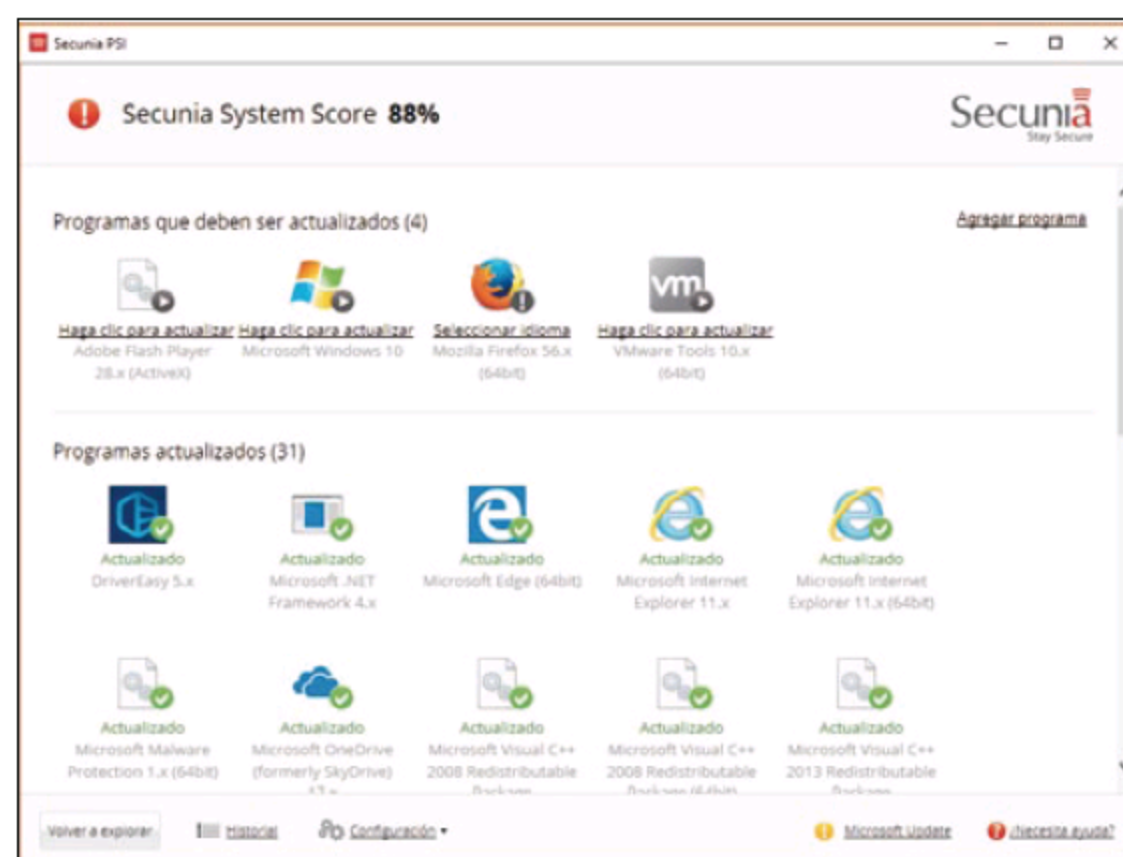 Secunia PSI
Secunia System Score 88%
Secunia
Stay Secure
Programas que deben ser actualizados (4)
Agregar programa
vm
Haga clic para actualizar
Adobe Flash Player
28.x (ActiveX)
Haga clic para actualizar
Microsoft Windows 10
Seleccionar idioma
Mozilla Firefox 56.x
(64bit)
Haga clic para actualizar
VMware Tools 10.x
(64bit)
Programas actualizados (31)
Actualizado
DriverEasy 5.x
Actualizado
Microsoft .NET
Framework 4.x
Actualizado
Microsoft Edge (64bit)
Actualizado
Microsoft Internet
Explorer 11.x
Actualizado
Microsoft Internet
Explorer 11.x (64bit)
Actualizado
Microsoft Malware
Protection 1.x (64bit)
Actualizado
Microsoft OneDrive
(formerly SkyDrive)
Actualizado
Microsoft Visual C++
2008 Redistributable
Package
Actualizado
Microsoft Visual C++
2008 Redistributable
Package (64bit)
Actualizado
Microsoft Visual C++
2013 Redistributable
Package
Volver a explorar
Historial
Configuración
Microsoft Update
¿Necesita ayuda?